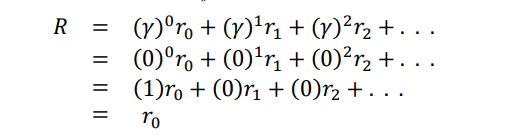 R = (γ)⁰r₀ + (γ)¹r₁ + (γ)²r₂ + . . .
= (0)⁰r₀ + (0)¹r₁ + (0)²r₂ + . . .
= (1)r₀ + (0)r₁ + (0)r₂ + . . .
= r₀